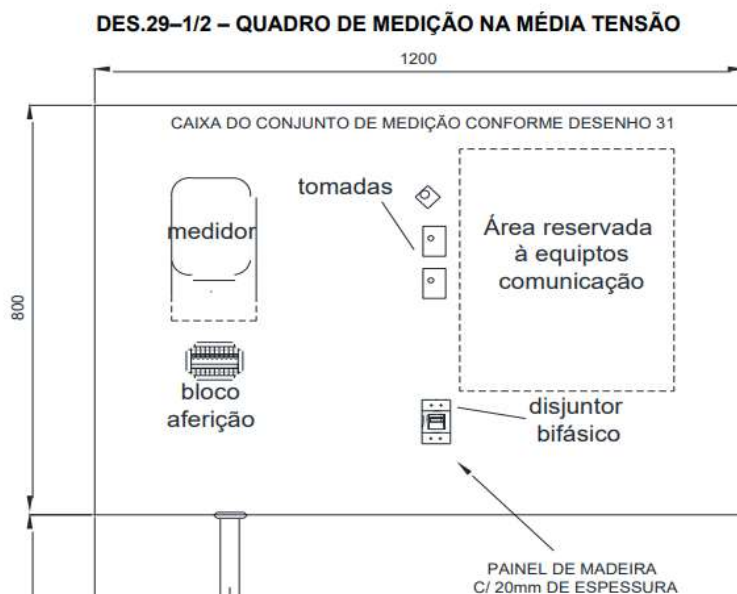 DES.29–1/2 – QUADRO DE MEDIÇÃO NA MÉDIA TENSÃO
1200
CAIXA DO CONJUNTO DE MEDIÇÃO CONFORME DESENHO 31
tomadas
medidor
Área reservada
à equiptos
comunicação
800
bloco
aferição
disjuntor
bifásico
PAINEL DE MADEIRA
C/ 20mm DE ESPESSURA